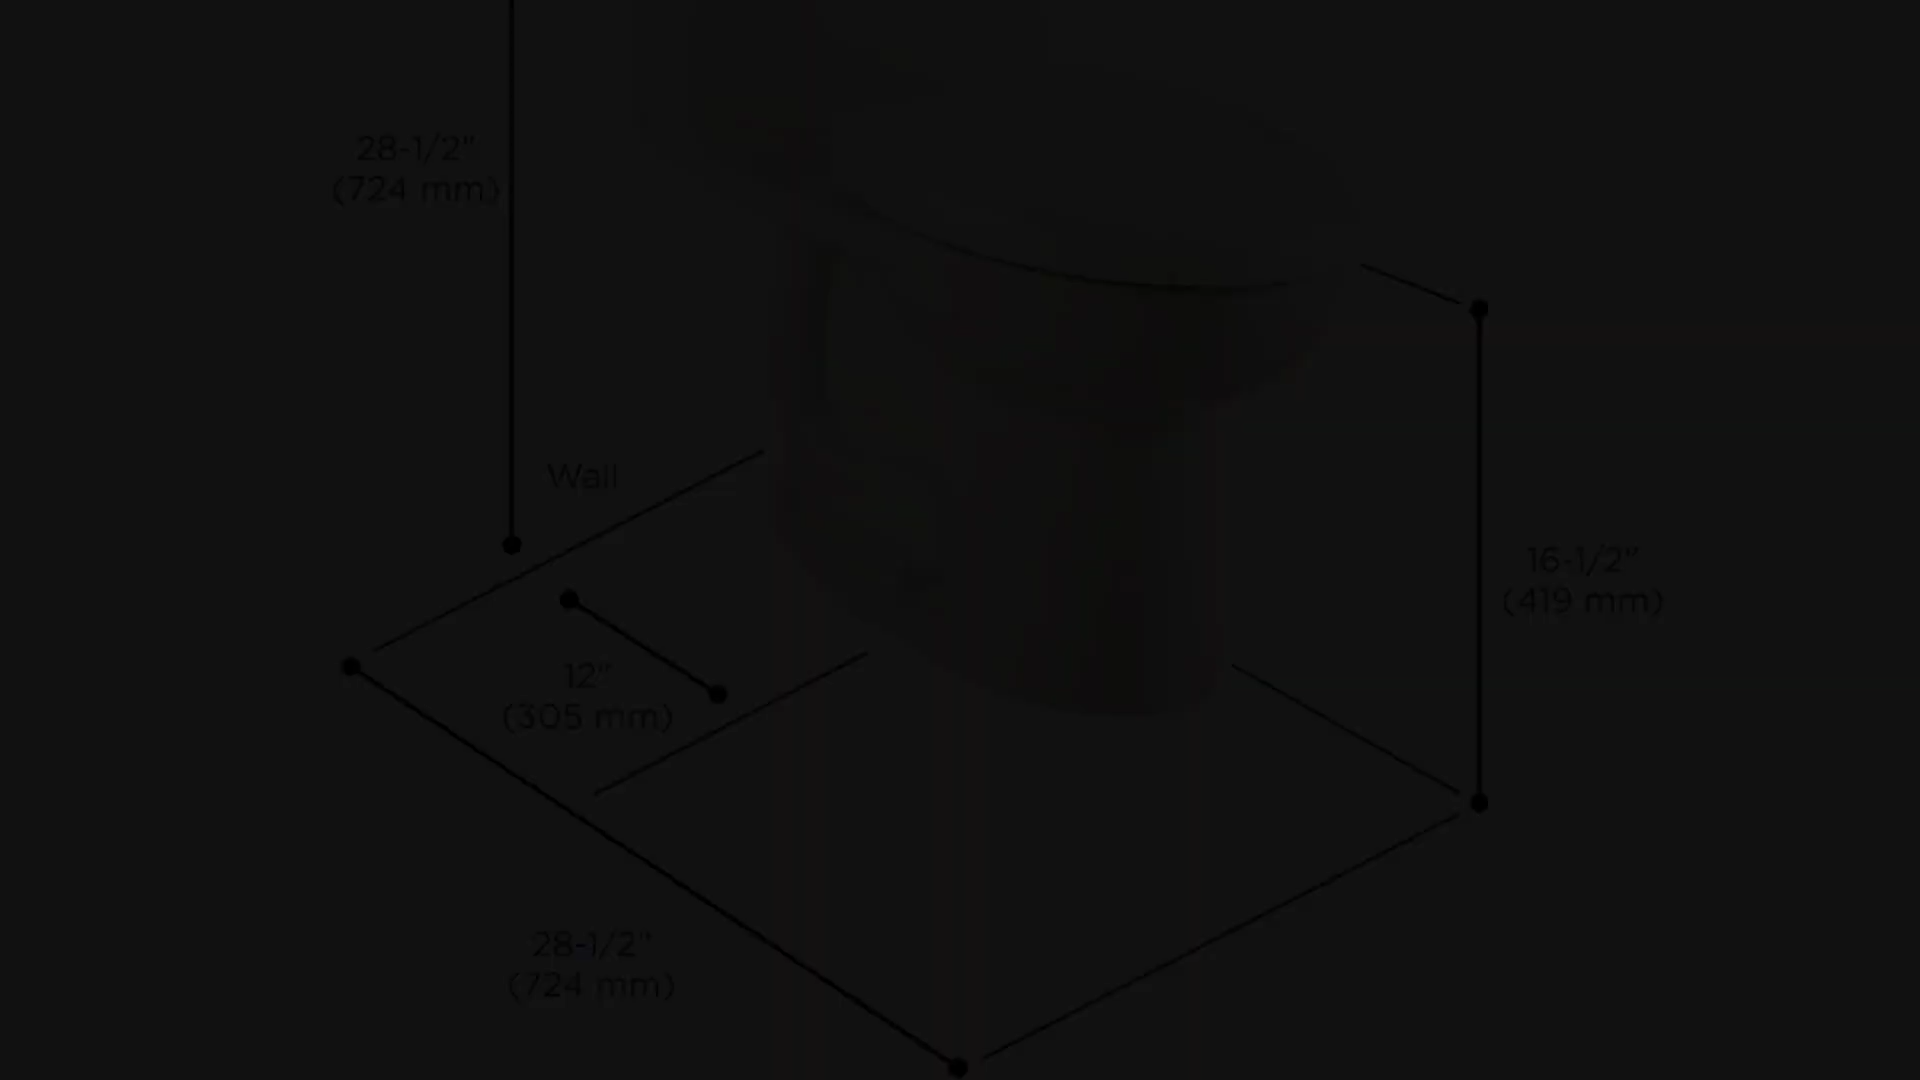 28-1/2"
(724 mm)
Wall
16-1/2"
(419 mm)
12"
(305 mm)
28-1/2"
(724 mm)